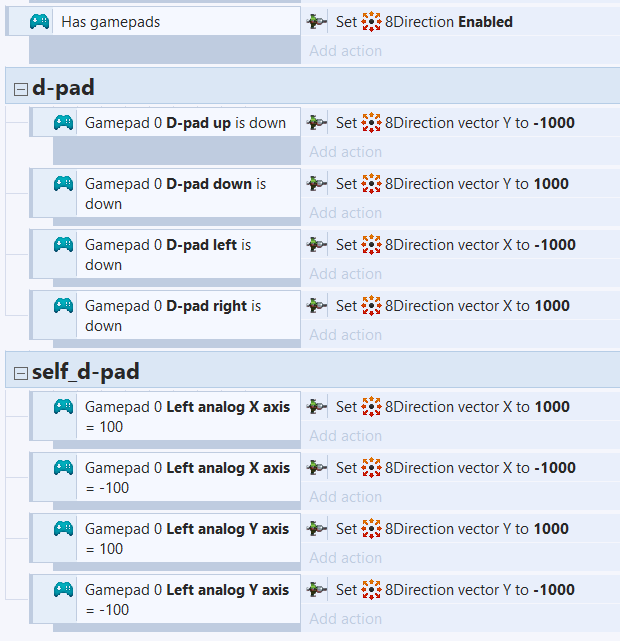 Has gamepads
Set 8Direction Enabled
Add action
d-pad
Gamepad 0 D-pad up is down
Set 8Direction vector Y to -1000
Add action
Gamepad 0 D-pad down is
down
Set 8Direction vector Y to 1000
Add action
Gamepad 0 D-pad left is
down
Set 8Direction vector X to -1000
Add action
Gamepad 0 D-pad right is
down
Set 8Direction vector X to 1000
Add action
self_d-pad
Gamepad 0 Left analog X axis
= 100
Set 8Direction vector X to 1000
Add action
Gamepad 0 Left analog X axis
= -100
Set 8Direction vector X to -1000
Add action
Gamepad 0 Left analog Y axis
= 100
Set 8Direction vector Y to 1000
Add action
Gamepad 0 Left analog Y axis
= -100
Set 8Direction vector Y to -1000
Add action